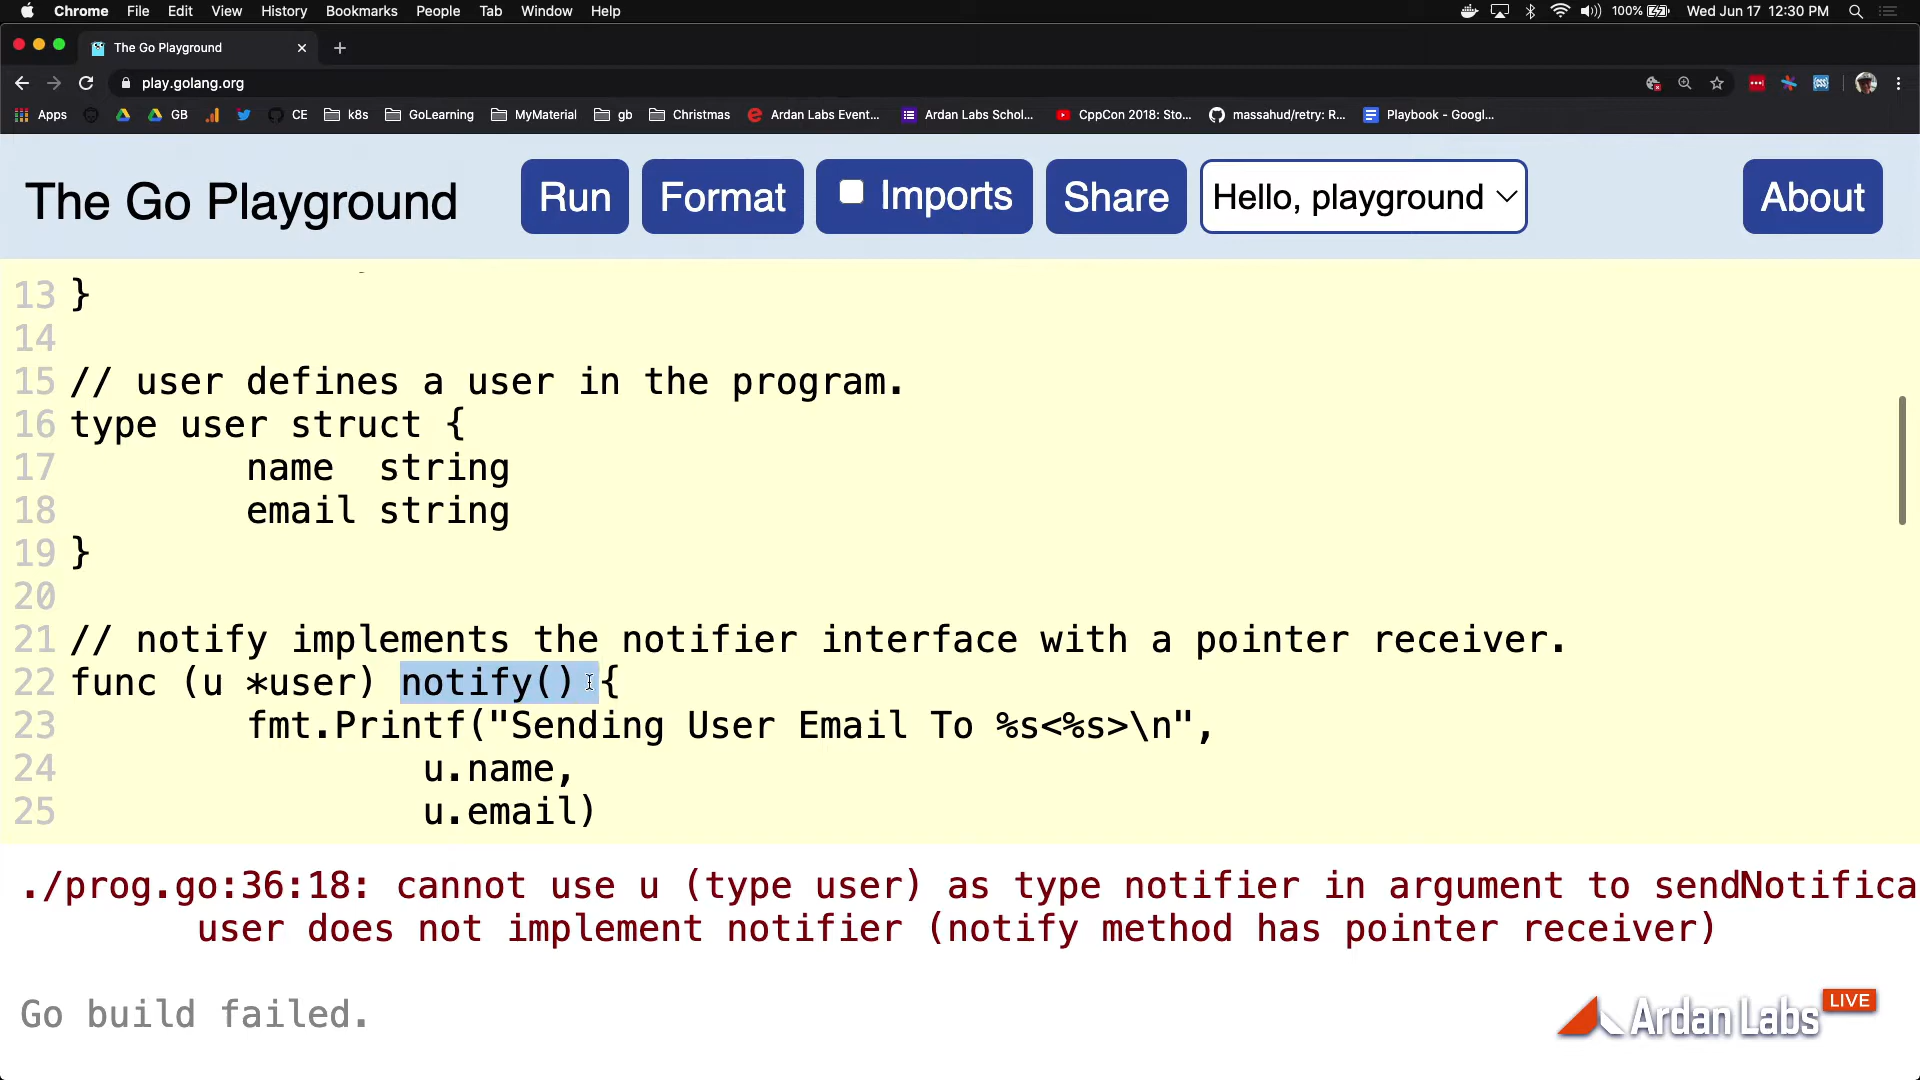 Chrome File Edit View History Bookmarks People Tab Window Help 100% Wed Jun 17 12:30 PM
The Go Playground
play.golang.org
Apps GB CE k8s GoLearning MyMaterial gb Christmas Ardan Labs Event... Ardan Labs Schol... CppCon 2018: Sto... massahud/retry: R... Playbook - Googl...
The Go Playground Run Format Imports Share Hello, playground About
13 }
14
15 // user defines a user in the program.
16 type user struct {
17 name string
18 email string
19 }
20
21 // notify implements the notifier interface with a pointer receiver.
22 func (u *user) notify() {
23 fmt.Printf("Sending User Email To %s<%s>\n",
24 u.name,
25 u.email)
./prog.go:36:18: cannot use u (type user) as type notifier in argument to sendNotifica
user does not implement notifier (notify method has pointer receiver)
Go build failed.
Ardan Labs LIVE